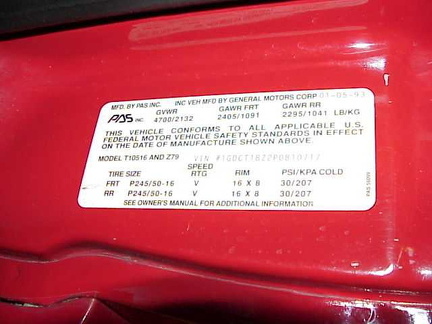 MFD. BY PAS INC. INC VEH MFD BY GENERAL MOTORS CORP 01-05-93
GVWR GAWR FRT GAWR RR
PAS INC. 4700/2132 2405/1091 2295/1041 LB/KG
THIS VEHICLE CONFORMS TO ALL APPLICABLE U.S.
FEDERAL MOTOR VEHICLE SAFETY STANDARDS IN EFFECT
ON THE DATE OF MANUFACTURE SHOWN ABOVE.
MODEL T10516 AND Z79 VIN
SPEED
TIRE SIZE RTG RIM PSI/KPA COLD
FRT P245/50-16 V 16 X 8 30/207
RR P245/50-16 V 16 X 8 30/207
SEE OWNER'S MANUAL FOR ADDITIONAL INFORMATION